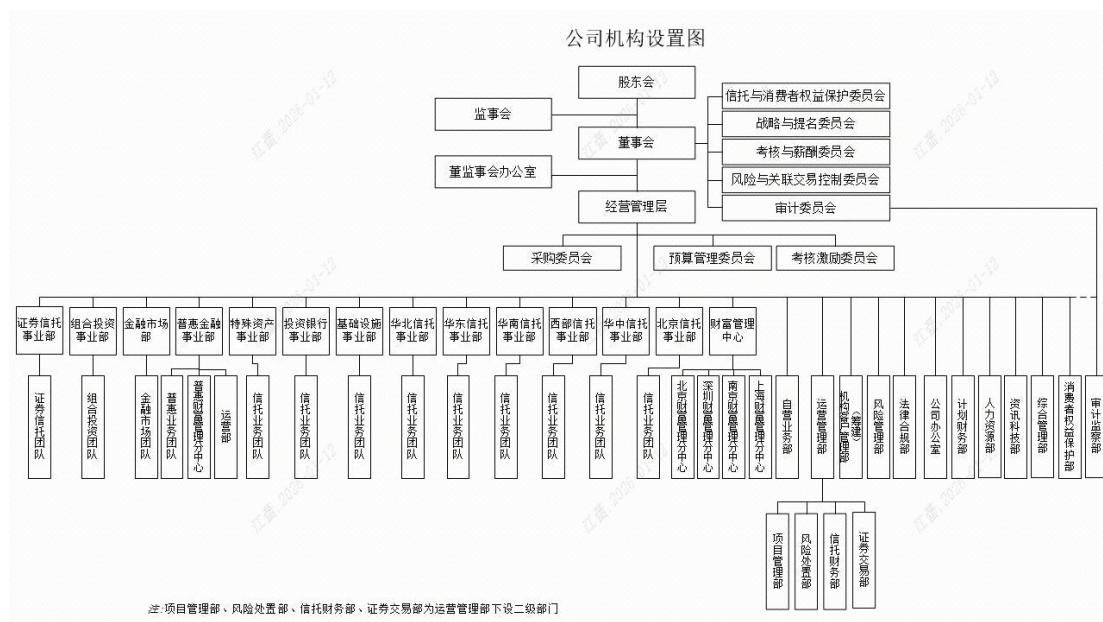 公司机构设置图
股东会
监事会
董事会
董监事会办公室
经营管理层
信托与消费者权益保护委员会
战略与提名委员会
考核与薪酬委员会
风险与关联交易控制委员会
审计委员会
采购委员会
预算管理委员会
考核激励委员会
证券信托
事业部
组合投资
事业部
金融市场
部
普惠金融
事业部
特殊资产
事业部
投资银行
事业部
基础设施
事业部
华北信托
事业部
华东信托
事业部
华南信托
事业部
西部信托
事业部
华中信托
事业部
北京信托
事业部
财富管理
中心
证券信托团队
组合投资团队
金融市场团队
普惠业务团队
普惠财富管理分中心
运营部
信托业务团队
信托业务团队
信托业务团队
信托业务团队
信托业务团队
信托业务团队
信托业务团队
信托业务团队
信托业务团队
北京财富管理分中心
深圳财富管理分中心
南京财富管理分中心
上海财富管理分中心
自营业务部
运营管理部
机构客户管理部
（筹建）
风险管理部
法律合规部
公司办公室
计划财务部
人力资源部
资讯科技部
综合管理部
消费者权益保护部
审计监察部
项目管理部
风险处置部
信托财务部
证券交易部
注:项目管理部、风险处置部、信托财务部、证券交易部为运营管理部下设二级部门